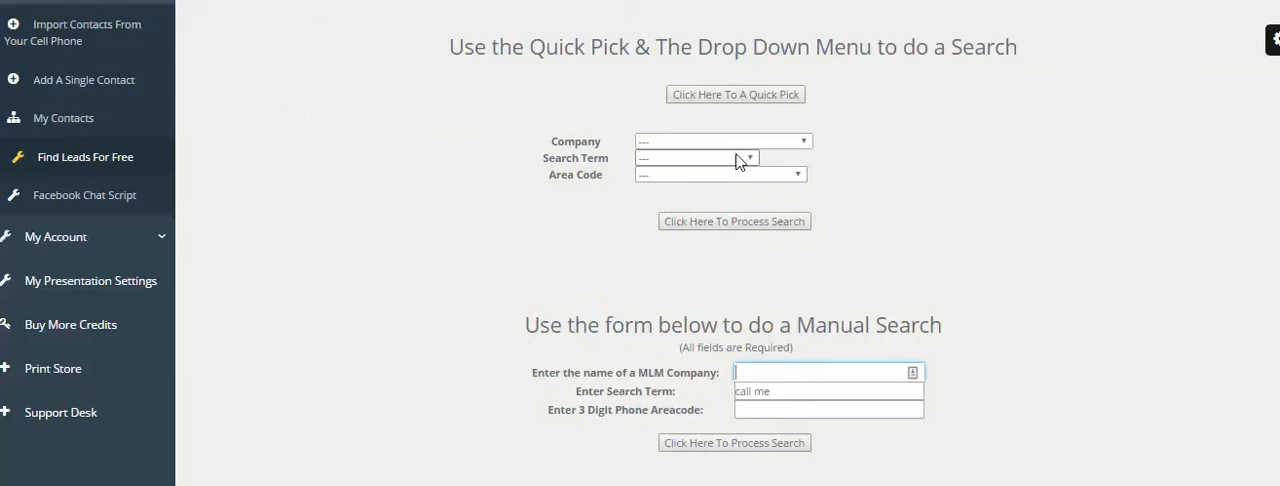 Import Contacts From
Your Cell Phone
Add A Single Contact
My Contacts
Find Leads For Free
Facebook Chat Script
My Account
My Presentation Settings
Buy More Credits
Print Store
Support Desk
Use the Quick Pick & The Drop Down Menu to do a Search
Click Here To A Quick Pick
Company ---
Search Term ---
Area Code ---
Click Here To Process Search
Use the form below to do a Manual Search
(All fields are Required)
Enter the name of a MLM Company:
Enter Search Term: call me
Enter 3 Digit Phone Areacode:
Click Here To Process Search